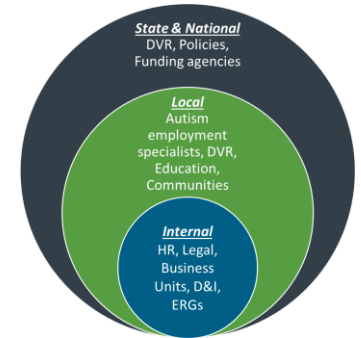 State & National
DVR, Policies,
Funding agencies
Local
Autism
employment
specialists, DVR,
Education,
Communities
Internal
HR, Legal,
Business
Units, D&I,
ERGs